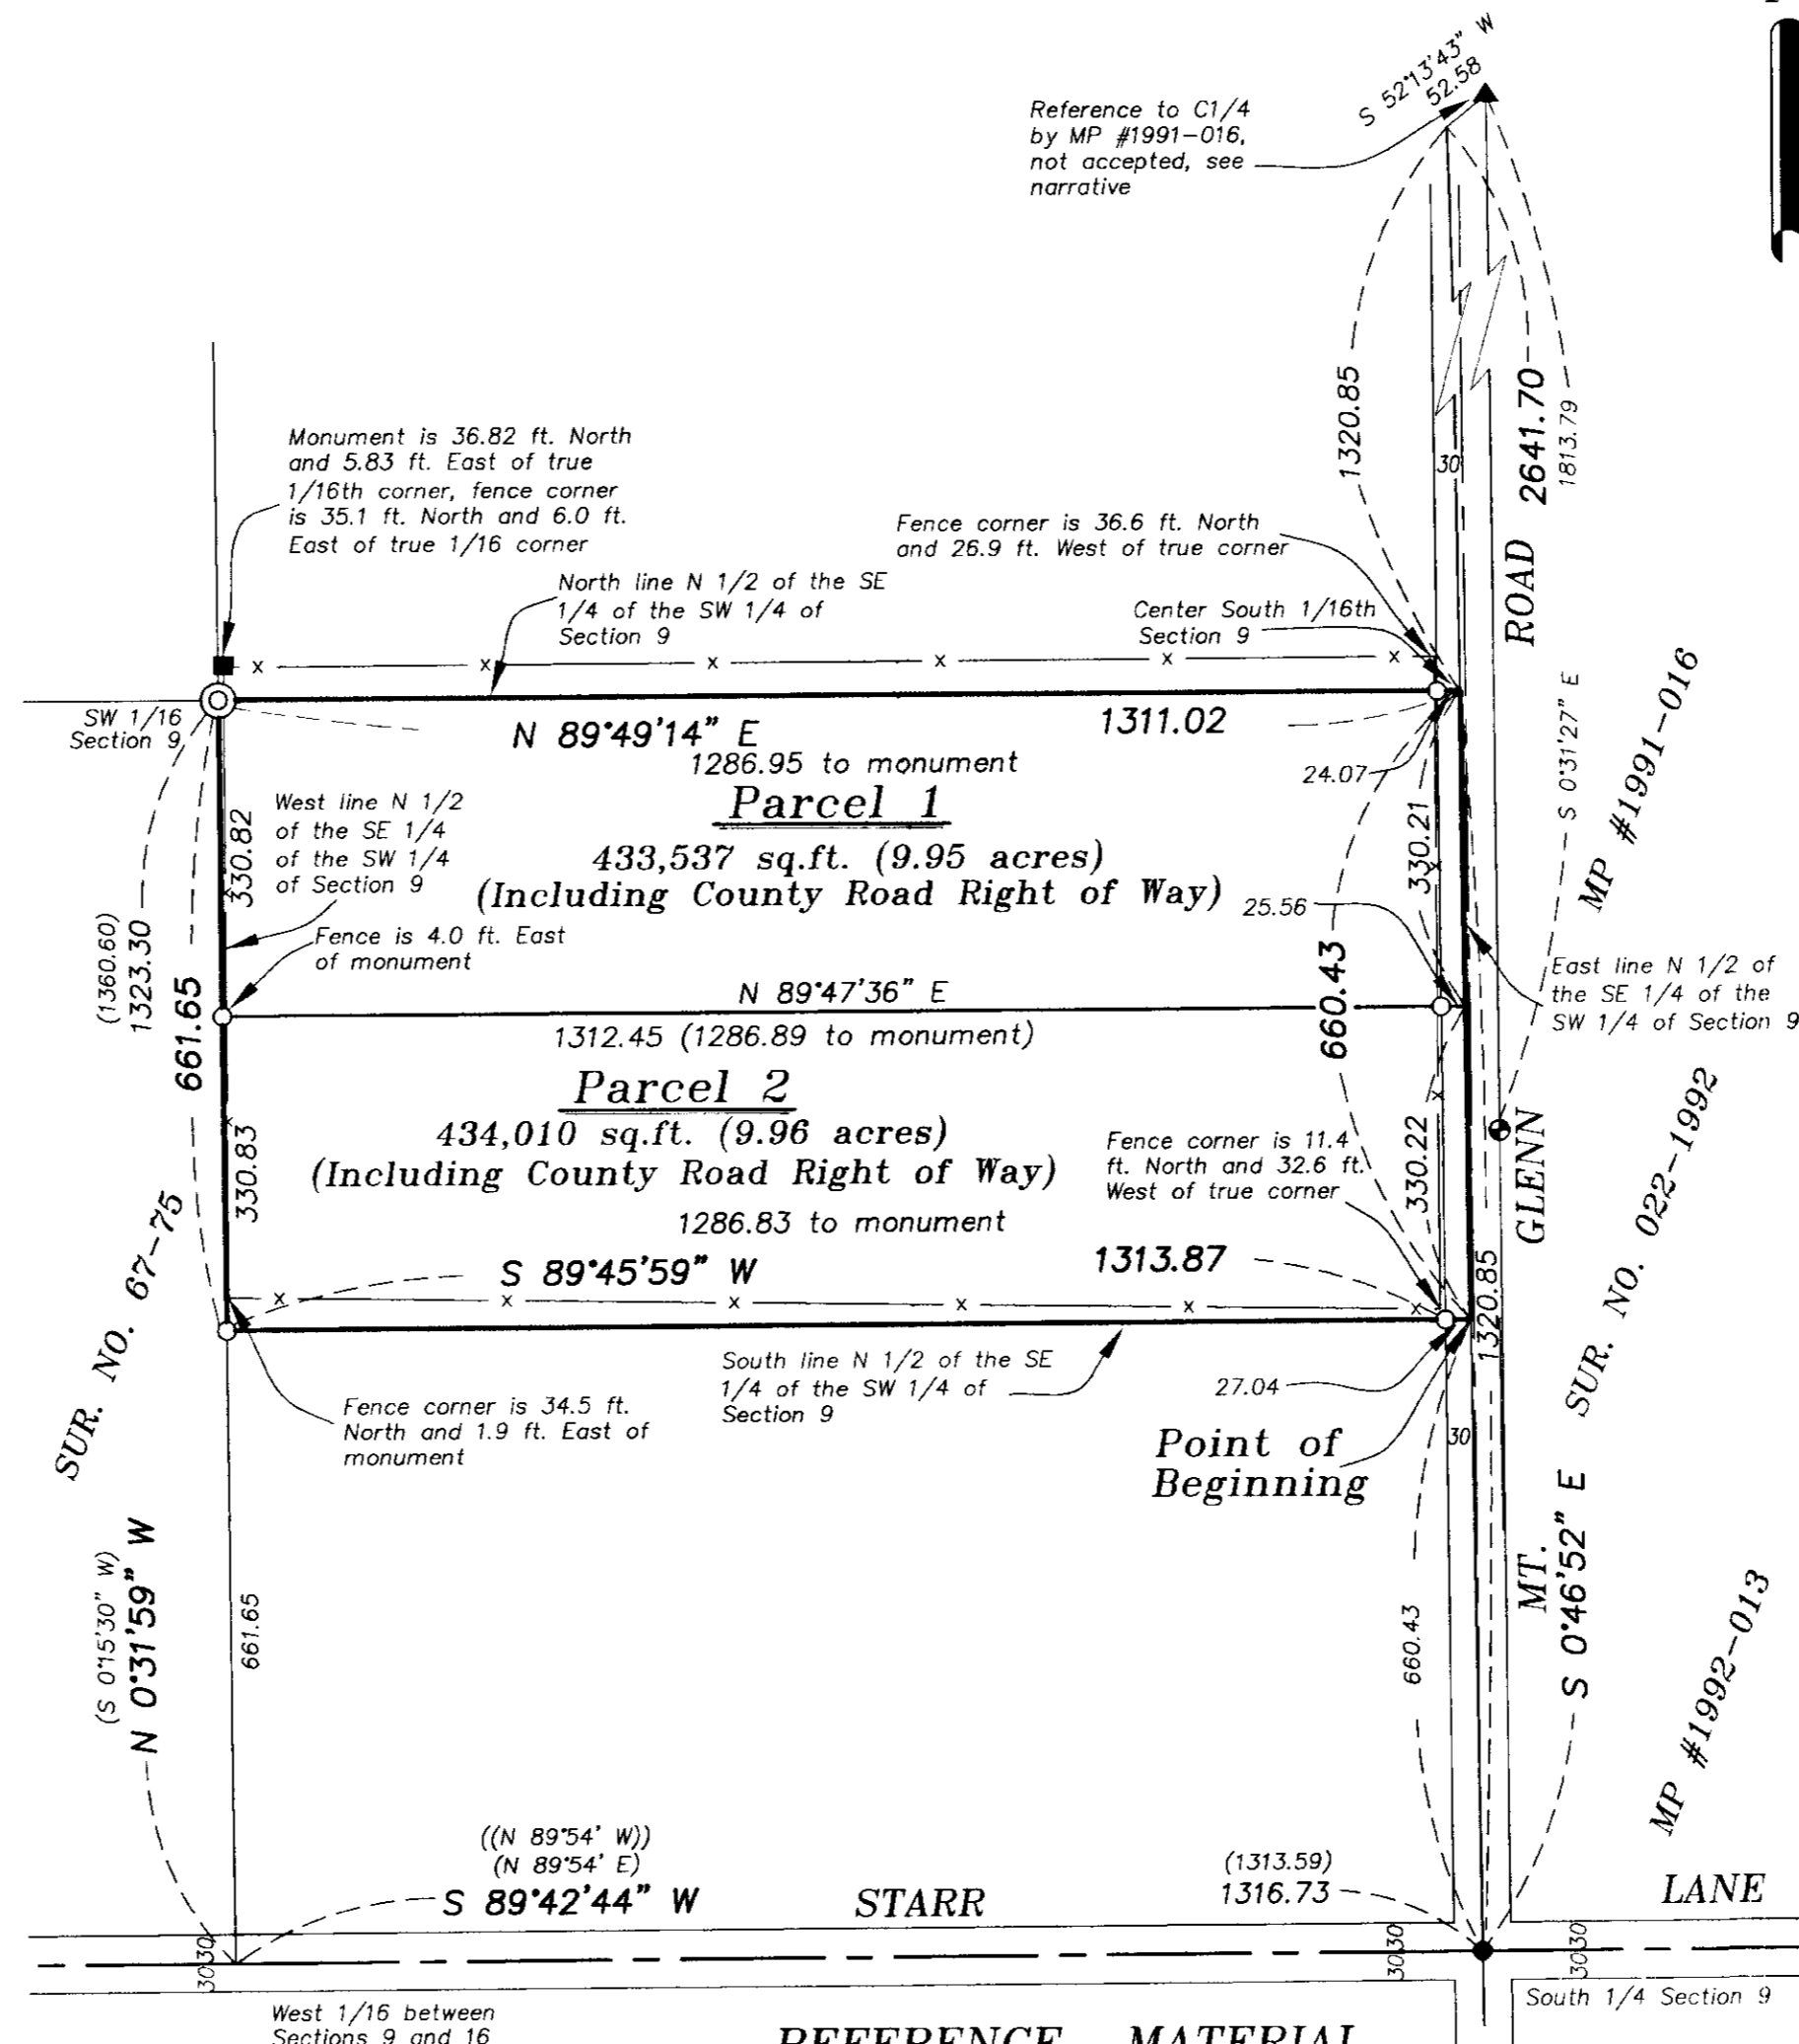 S 52°13'43" W
52.58
Reference to C1/4
by MP #1991-016,
not accepted, see
narrative
1320.85
30
2641.70
1813.79
ROAD
Monument is 36.82 ft. North
and 5.83 ft. East of true
1/16th corner, fence corner
is 35.1 ft. North and 6.0 ft.
East of true 1/16 corner
Fence corner is 36.6 ft. North
and 26.9 ft. West of true corner
North line N 1/2 of the SE
1/4 of the SW 1/4 of
Section 9
Center South 1/16th
Section 9
x x x x x x
SW 1/16
Section 9
N 89°49'14" E
1311.02
1286.95 to monument
24.07
S 0°31'27" E
MP #1991-016
Parcel 1
433,537 sq.ft. (9.95 acres)
(Including County Road Right of Way)
West line N 1/2
of the SE 1/4
of the SW 1/4
of Section 9
330.82
330.21
25.56
Fence is 4.0 ft. East
of monument
(1360.60)
1323.30
661.65
660.43
East line N 1/2 of
the SE 1/4 of the
SW 1/4 of Section 9
N 89°47'36" E
1312.45 (1286.89 to monument)
Parcel 2
434,010 sq.ft. (9.96 acres)
(Including County Road Right of Way)
330.83
330.22
Fence corner is 11.4
ft. North and 32.6 ft.
West of true corner
GLENN
SUR. NO. 022-1992
SUR. NO. 67-75
1286.83 to monument
S 89°45'59" W
1313.87
1320.85
x x x x x x
South line N 1/2 of the SE
1/4 of the SW 1/4 of
Section 9
27.04
30
Fence corner is 34.5 ft.
North and 1.9 ft. East of
monument
Point of
Beginning
MT.
S 0°46'52" E
(S 0°15'30" W)
N 0°31'59" W
661.65
660.43
MP #1992-013
((N 89°54' W))
(N 89°54' E)
S 89°42'44" W
STARR
(1313.59)
1316.73
LANE
30 30
30 30
30 30
West 1/16 between
Sections 9 and 16
South 1/4 Section 9
REFERENCE MATERIAL